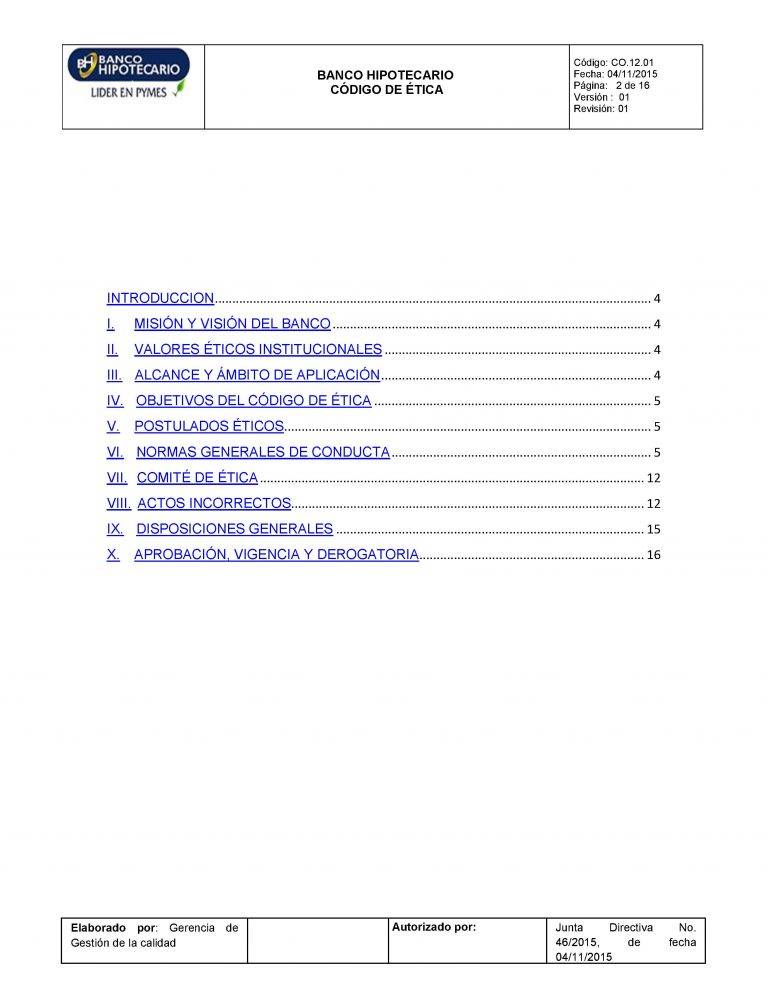 BANCO
HIPOTECARIO
LIDER EN PYMES
BANCO HIPOTECARIO
CÓDIGO DE ÉTICA
Código: CO.12.01
Fecha: 04/11/2015
Página: 2 de 16
Versión : 01
Revisión: 01
INTRODUCCION 4
I. MISIÓN Y VISIÓN DEL BANCO 4
II. VALORES ÉTICOS INSTITUCIONALES 4
III. ALCANCE Y ÁMBITO DE APLICACIÓN 4
IV. OBJETIVOS DEL CÓDIGO DE ÉTICA 5
V. POSTULADOS ÉTICOS 5
VI. NORMAS GENERALES DE CONDUCTA 5
VII. COMITÉ DE ÉTICA 12
VIII. ACTOS INCORRECTOS 12
IX. DISPOSICIONES GENERALES 15
X. APROBACIÓN, VIGENCIA Y DEROGATORIA 16
Elaborado por: Gerencia de
Gestión de la calidad
Autorizado por:
Junta Directiva No.
46/2015, de fecha
04/11/2015